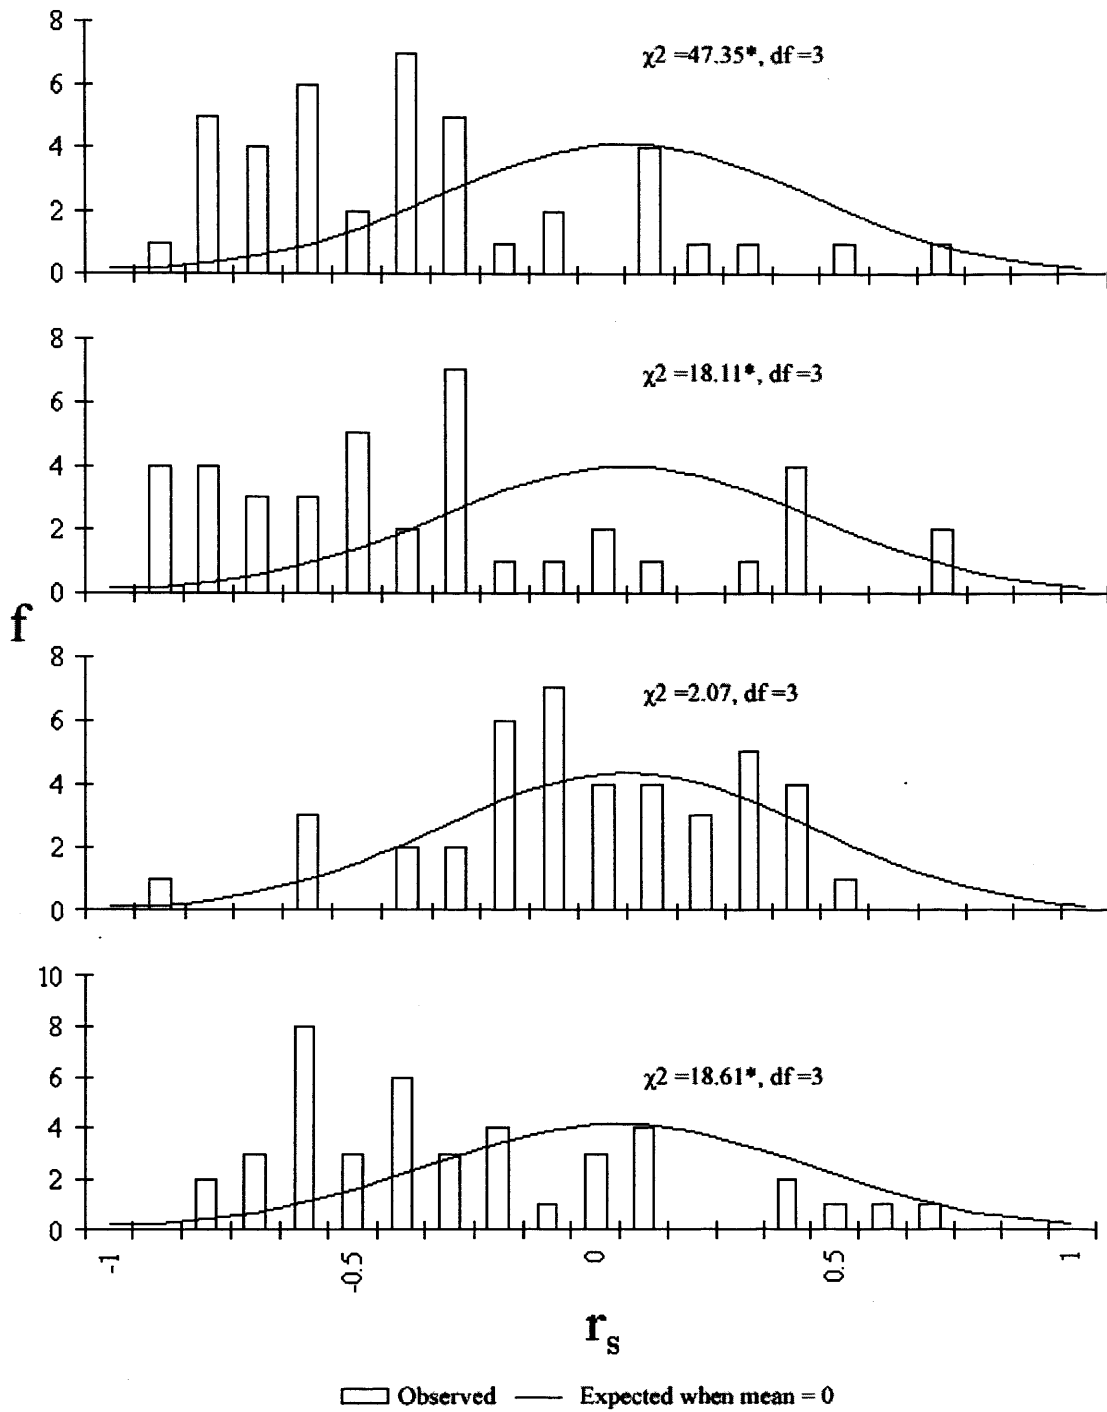 8
χ2 =47.35*, df =3
6
4
2
0
8
χ2 =18.11*, df =3
6
4
2
0
f
8
χ2 =2.07, df =3
6
4
2
0
10
8
χ2 =18.61*, df =3
6
4
2
0
-1 -0.5 0 0.5 1
rs
Observed Expected when mean = 0